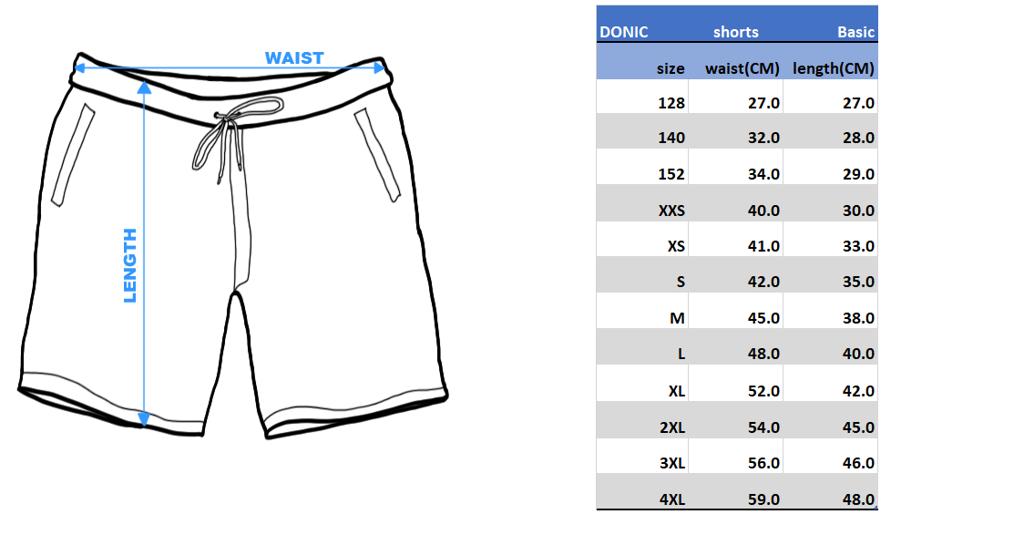 WAIST
LENGTH
DONIC shorts Basic
size waist(CM) length(CM)
128 27.0 27.0
140 32.0 28.0
152 34.0 29.0
XXS 40.0 30.0
XS 41.0 33.0
S 42.0 35.0
M 45.0 38.0
L 48.0 40.0
XL 52.0 42.0
2XL 54.0 45.0
3XL 56.0 46.0
4XL 59.0 48.0